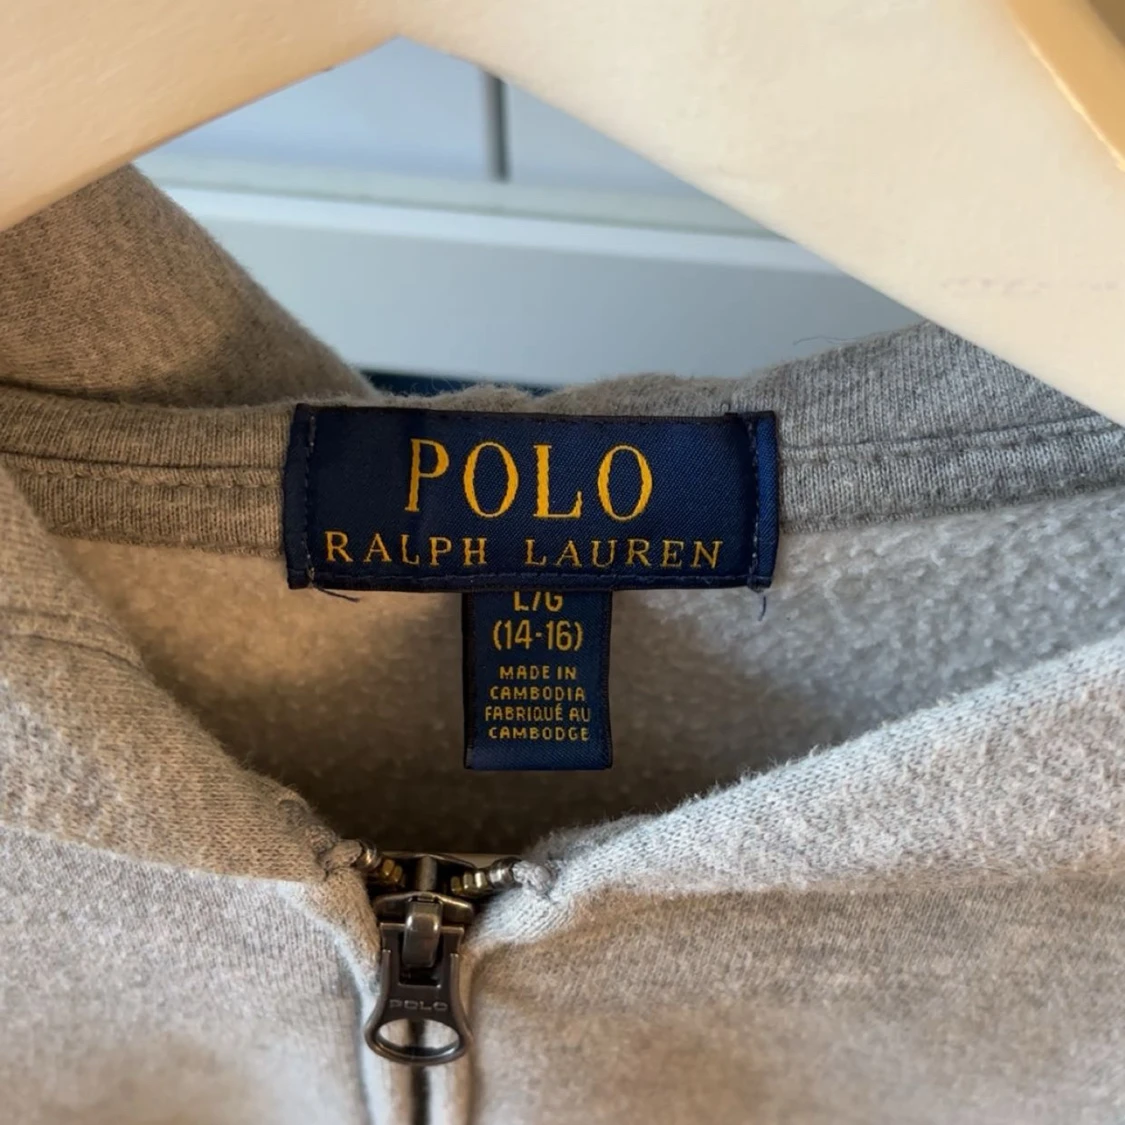 POLO
RALPH LAUREN
L/G
(14-16)
MADE IN
CAMBODIA
FABRIQUÉ AU
CAMBODGE
POLO